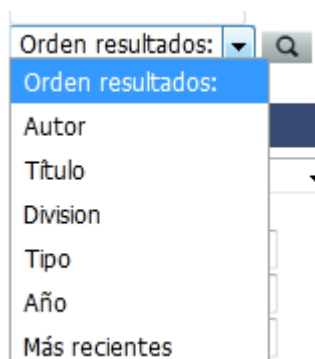 Orden resultados:
Orden resultados:
Autor
Título
Division
Tipo
Año
Más recientes